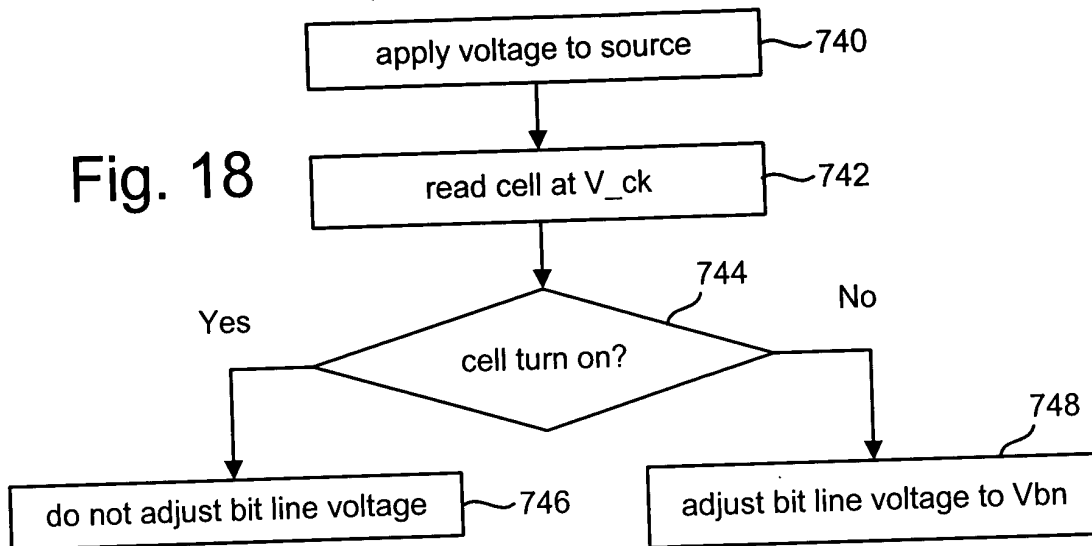 apply voltage to source
740
Fig. 18
read cell at V_ck
742
744
Yes
No
cell turn on?
748
do not adjust bit line voltage
746
adjust bit line voltage to Vbn